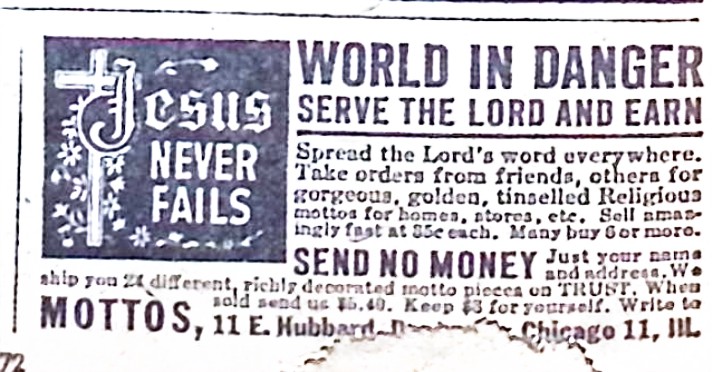 Jesus
NEVER
FAILS
WORLD IN DANGER
SERVE THE LORD AND EARN
Spread the Lord's word everywhere.
Take orders from friends, others for
gorgeous, golden, tinselled Religious
mottos for homes, stores, etc. Sell amaz-
ingly fast at 35c each. Many buy 6 or more.
SEND NO MONEY Just your name
and address. We
ship you 24 different, richly decorated motto pieces on TRUST. When
sold send us $5.40. Keep $3 for yourself. Write to
MOTTOS, 11 E. Hubbard, Chicago 11, Ill.
72